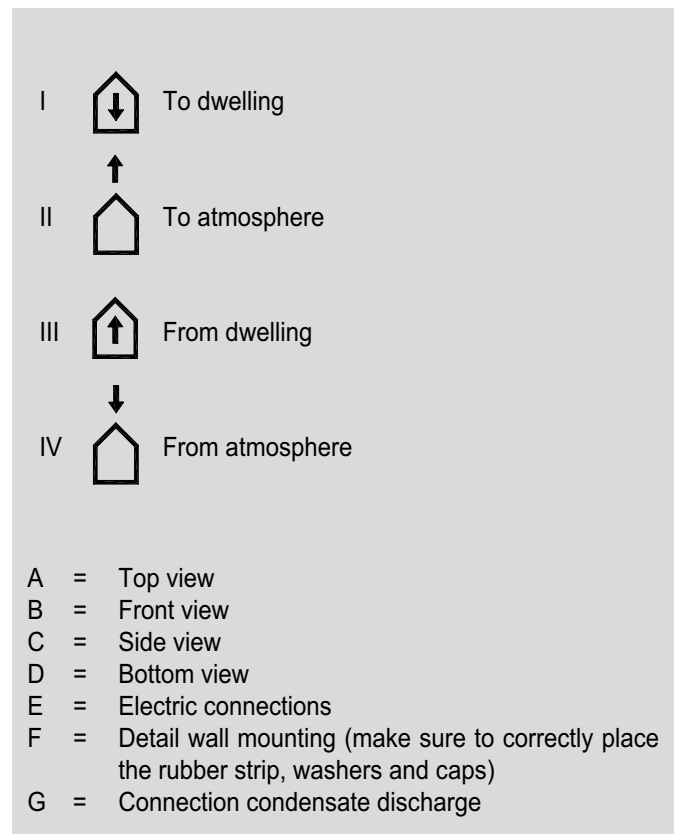 I To dwelling
II To atmosphere
III From dwelling
IV From atmosphere
A = Top view
B = Front view
C = Side view
D = Bottom view
E = Electric connections
F = Detail wall mounting (make sure to correctly place
the rubber strip, washers and caps)
G = Connection condensate discharge